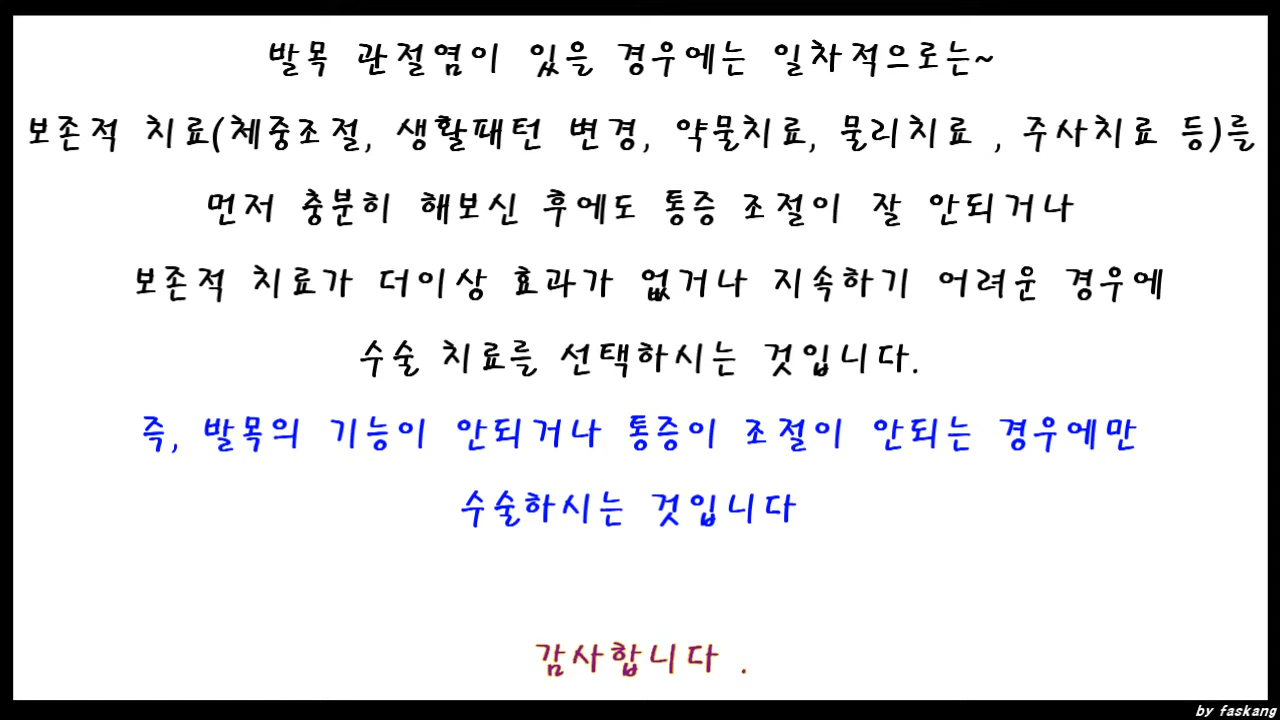 발목 관절염이 있을 경우에는 일차적으로는~
보존적 치료(체중조절, 생활패턴 변경, 약물치료, 물리치료 , 주사치료 등)를
먼저 충분히 해보신 후에도 통증 조절이 잘 안되거나
보존적 치료가 더이상 효과가 없거나 지속하기 어려운 경우에
수술 치료를 선택하시는 것입니다.
즉, 발목의 기능이 안되거나 통증이 조절이 안되는 경우에만
수술하시는 것입니다
감사합니다 .
by faskang